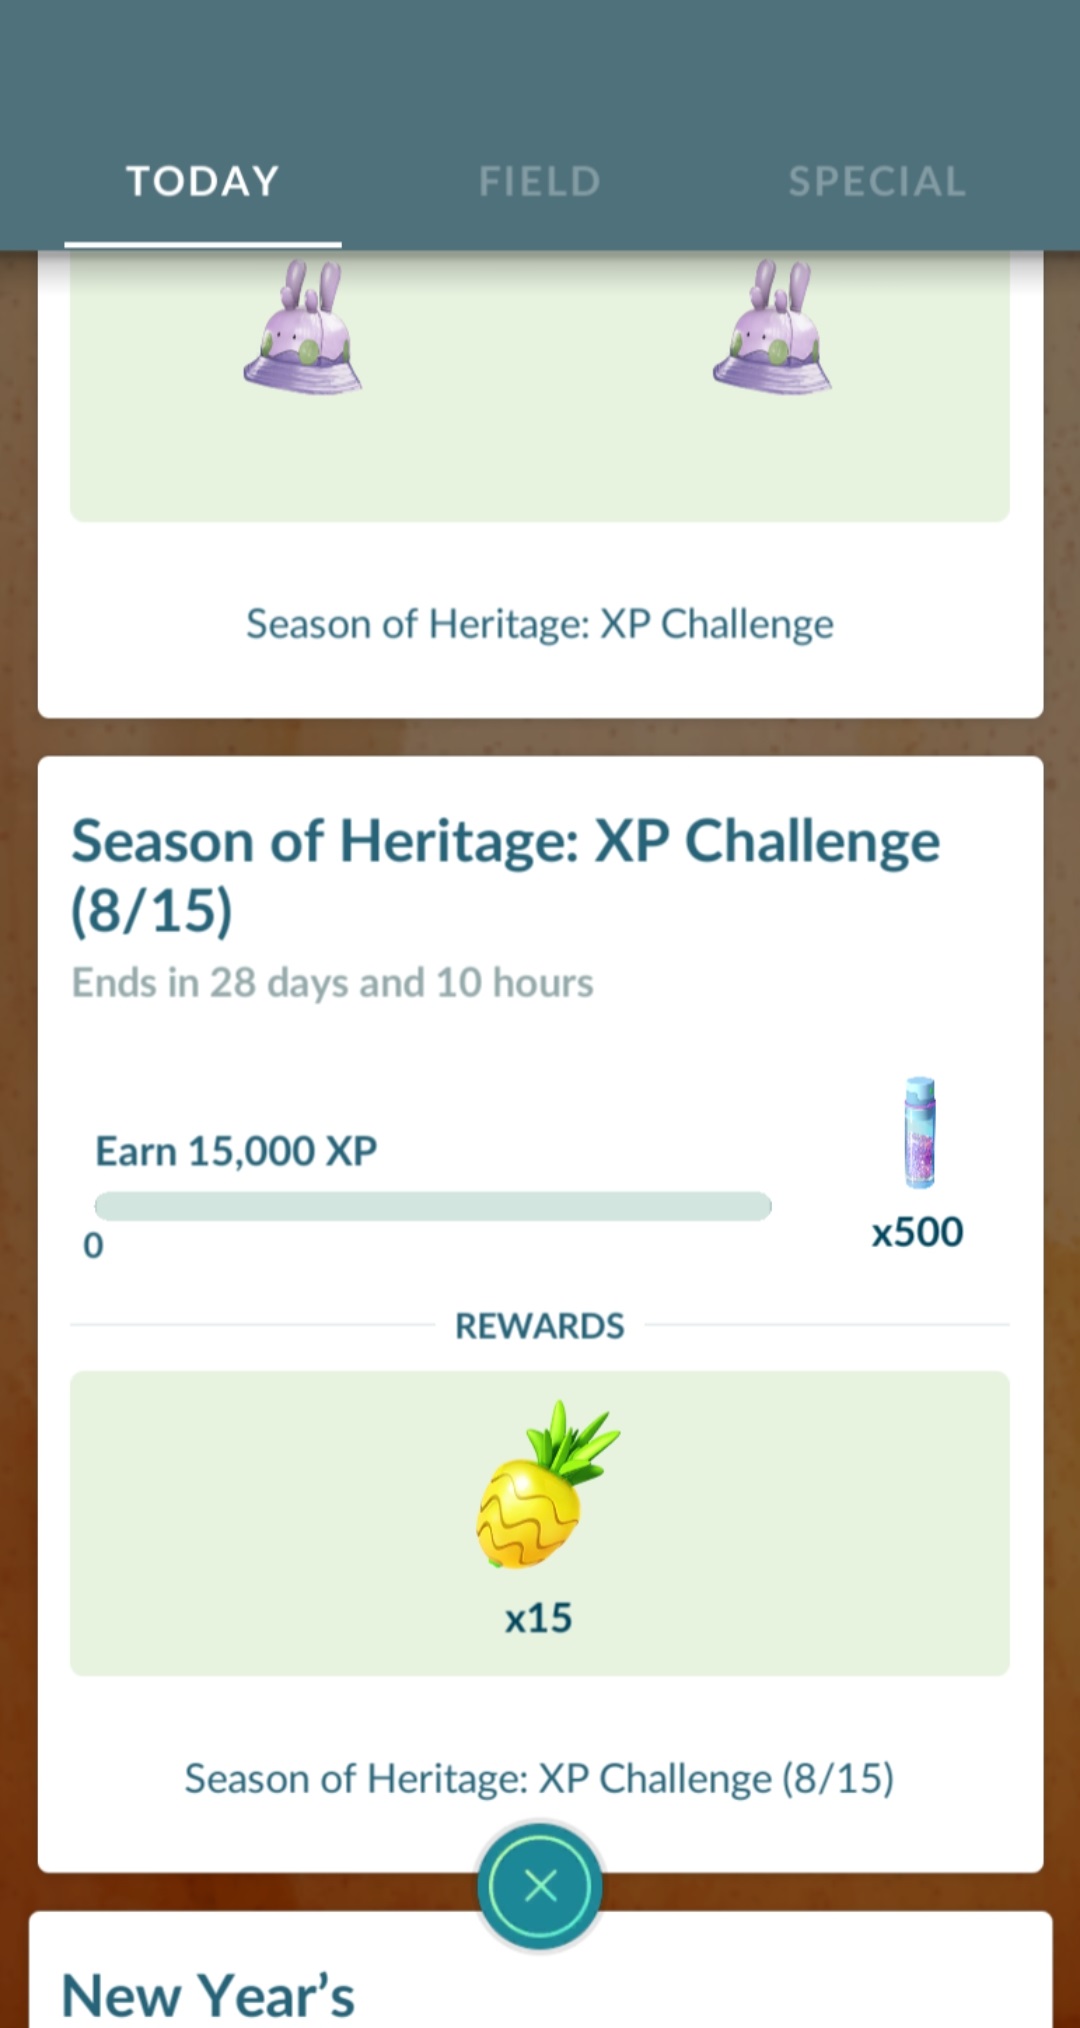 TODAY
FIELD
SPECIAL
Season of Heritage: XP Challenge
Season of Heritage: XP Challenge
(8/15)
Ends in 28 days and 10 hours
Earn 15,000 XP
0
x500
REWARDS
x15
Season of Heritage: XP Challenge (8/15)
New Year’s